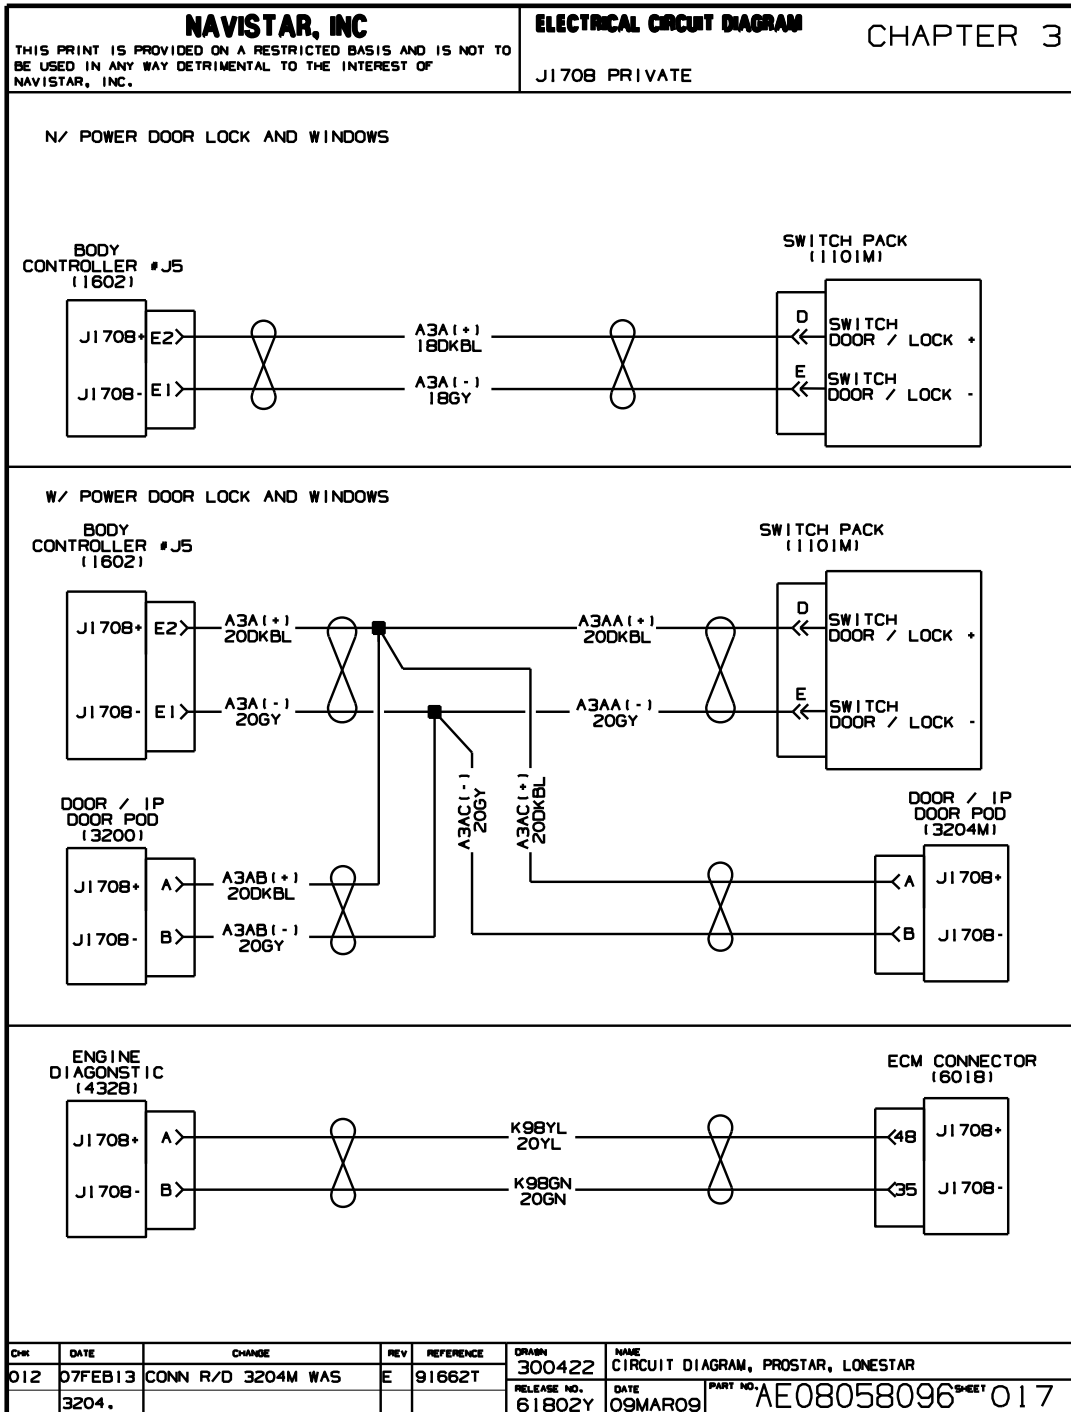 NAVISTAR, INC
THIS PRINT IS PROVIDED ON A RESTRICTED BASIS AND IS NOT TO
BE USED IN ANY WAY DETRIMENTAL TO THE INTEREST OF
NAVISTAR, INC.
ELECTRICAL CIRCUIT DIAGRAM
J1708 PRIVATE
CHAPTER 3
N/ POWER DOOR LOCK AND WINDOWS
BODY
CONTROLLER #J5
(1602)
SWITCH PACK
(1101M)
J1708+ E2
A3A(+)
18DKBL
D
SWITCH
DOOR / LOCK +
J1708- E1
A3A(-)
18GY
E
SWITCH
DOOR / LOCK -
W/ POWER DOOR LOCK AND WINDOWS
BODY
CONTROLLER #J5
(1602)
SWITCH PACK
(1101M)
J1708+ E2
A3A(+)
20DKBL
A3AA(+)
20DKBL
D
SWITCH
DOOR / LOCK +
J1708- E1
A3A(-)
20GY
A3AA(-)
20GY
E
SWITCH
DOOR / LOCK -
A3AC(-)
20GY
A3AC(+)
20DKBL
DOOR / IP
DOOR POD
(3200)
DOOR / IP
DOOR POD
(3204M)
J1708+ A
A3AB(+)
20DKBL
A J1708+
J1708- B
A3AB(-)
20GY
B J1708-
ENGINE
DIAGONSTIC
(4328)
ECM CONNECTOR
(6018)
J1708+ A
K98YL
20YL
48 J1708+
J1708- B
K98GN
20GN
35 J1708-
CHK DATE CHANGE REV REFERENCE
012 07FEB13 CONN R/D 3204M WAS E 91662T
3204.
DRAWN
300422
NAME
CIRCUIT DIAGRAM, PROSTAR, LONESTAR
RELEASE NO.
61802Y
DATE
09MAR09
PART NO. AE08058096 SHEET 017